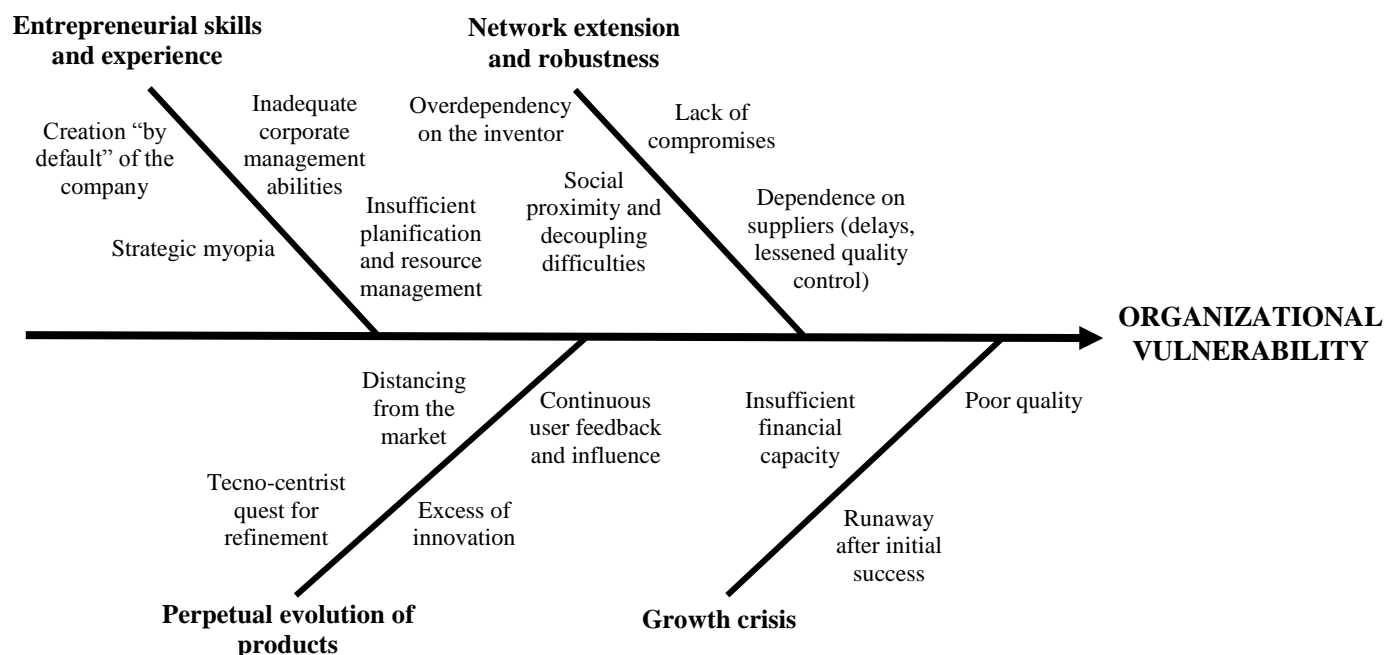 Entrepreneurial skills
and experience
Network extension
and robustness
Creation “by
default” of the
company
Inadequate
corporate
management
abilities
Strategic myopia
Insufficient
planification
and resource
management
Overdependency
on the inventor
Lack of
compromises
Social
proximity and
decoupling
difficulties
Dependence on
suppliers (delays,
lessened quality
control)
ORGANIZATIONAL
VULNERABILITY
Distancing
from the
market
Continuous
user feedback
and influence
Tecno-centrist
quest for
refinement
Excess of
innovation
Insufficient
financial
capacity
Poor quality
Runaway
after initial
success
Perpetual evolution of
products
Growth crisis